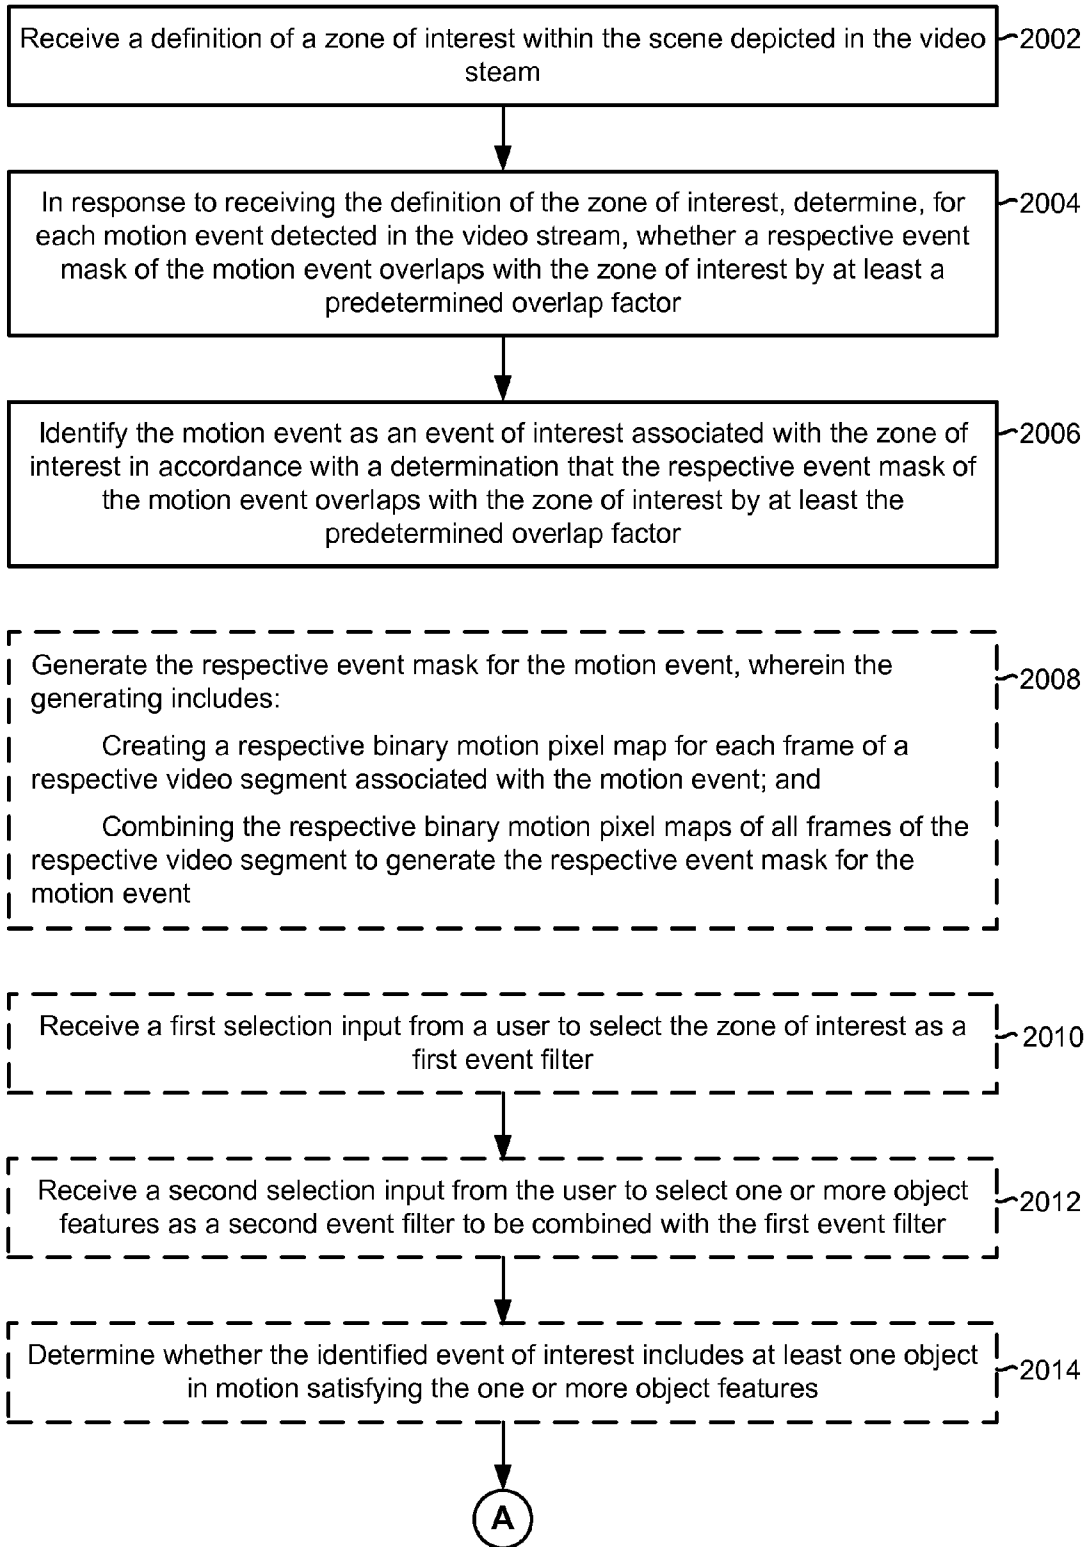 Receive a definition of a zone of interest within the scene depicted in the video
steam
2002
In response to receiving the definition of the zone of interest, determine, for
each motion event detected in the video stream, whether a respective event
mask of the motion event overlaps with the zone of interest by at least a
predetermined overlap factor
2004
Identify the motion event as an event of interest associated with the zone of
interest in accordance with a determination that the respective event mask of
the motion event overlaps with the zone of interest by at least the
predetermined overlap factor
2006
Generate the respective event mask for the motion event, wherein the
generating includes:
Creating a respective binary motion pixel map for each frame of a
respective video segment associated with the motion event; and
Combining the respective binary motion pixel maps of all frames of the
respective video segment to generate the respective event mask for the
motion event
2008
Receive a first selection input from a user to select the zone of interest as a
first event filter
2010
Receive a second selection input from the user to select one or more object
features as a second event filter to be combined with the first event filter
2012
Determine whether the identified event of interest includes at least one object
in motion satisfying the one or more object features
2014
A